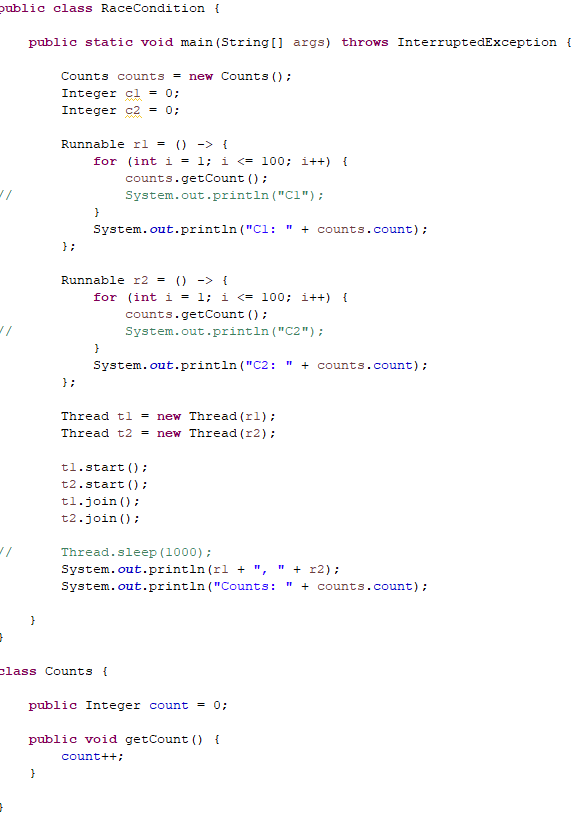 public class RaceCondition {
public static void main(String[] args) throws InterruptedException {
Counts counts = new Counts();
Integer c1 = 0;
Integer c2 = 0;
Runnable r1 = () -> {
for (int i = 1; i <= 100; i++) {
counts.getCount();
// System.out.println("C1");
}
System.out.println("C1: " + counts.count);
};
Runnable r2 = () -> {
for (int i = 1; i <= 100; i++) {
counts.getCount();
// System.out.println("C2");
}
System.out.println("C2: " + counts.count);
};
Thread t1 = new Thread(r1);
Thread t2 = new Thread(r2);
t1.start();
t2.start();
t1.join();
t2.join();
// Thread.sleep(1000);
System.out.println(r1 + ", " + r2);
System.out.println("Counts: " + counts.count);
}
}
class Counts {
public Integer count = 0;
public void getCount() {
count++;
}
}